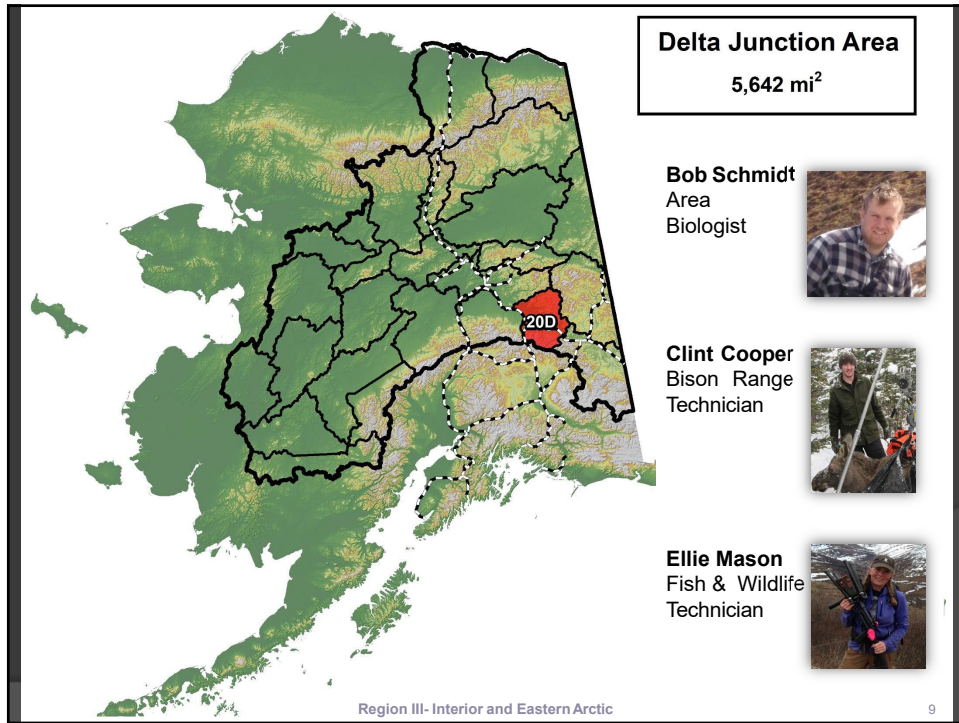 Delta Junction Area
5,642 mi²
Bob Schmidt
Area
Biologist
20D
Clint Cooper
Bison Range
Technician
Ellie Mason
Fish & Wildlife
Technician
Region III- Interior and Eastern Arctic
9